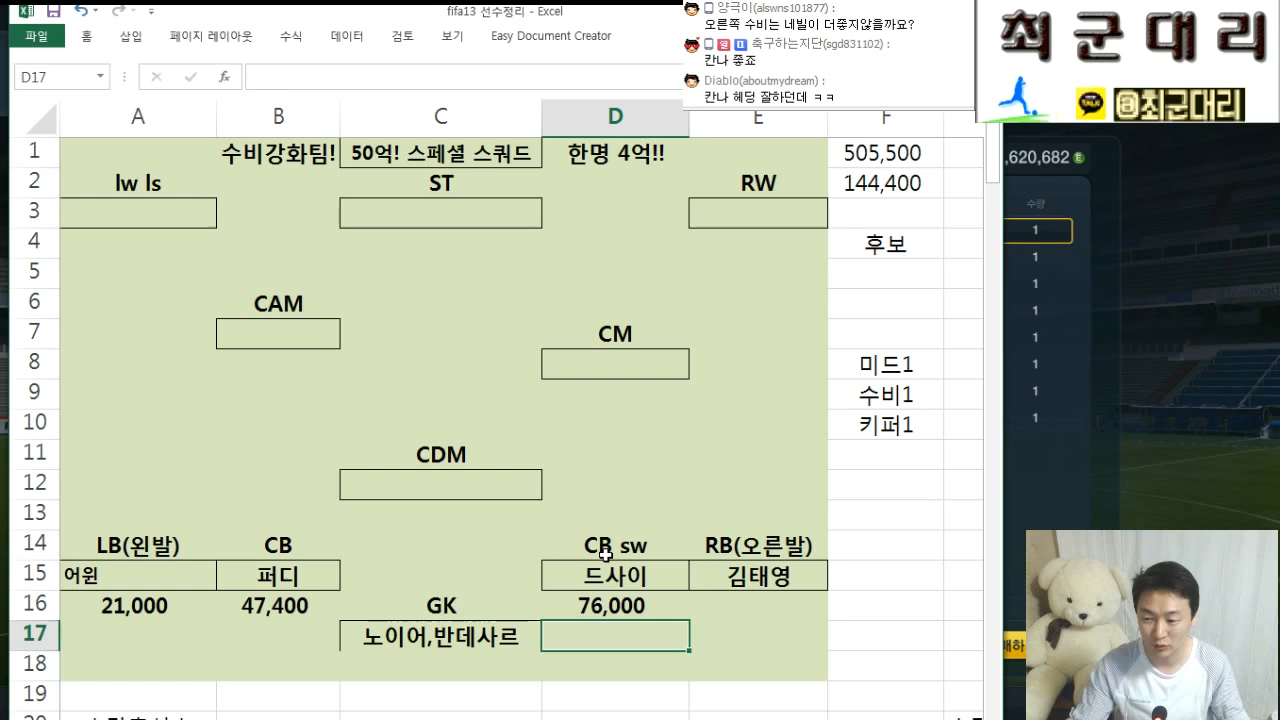 fifa13 선수정리 - Excel
파일 홈 삽입 페이지 레이아웃 수식 데이터 검토 보기 Easy Document Creator
D17 fx
양극이(alswns101877) :
오른쪽 수비는 네빌이 더좋지않을까요?
축구하는지단(sgd831102) :
칸나 좋죠
Diablo(aboutmydream) :
칸나 헤딩 잘하던데 ㅋㅋ
최군대리
TALK @최군대리
A B C D E F
1 수비강화팀! 50억! 스페셜 스쿼드 한명 4억!! 505,500
2 lw ls ST RW 144,400
3
4 후보
5
6 CAM
7 CM
8 미드1
9 수비1
10 키퍼1
11 CDM
12
13
14 LB(왼발) CB CB sw RB(오른발)
15 어윈 퍼디 드사이 김태영
16 21,000 47,400 GK 76,000
17 노이어,반데사르
18
19
,620,682 E
수량
1
1
1
1
1
1
1
1